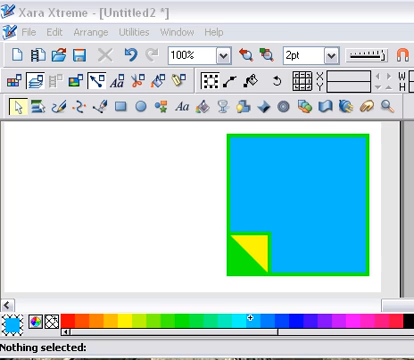 Xara Xtreme - [Untitled2 *]
File Edit Arrange Utilities Window Help
100% 2pt
Aa X W
Y H
Aa
Nothing selected: